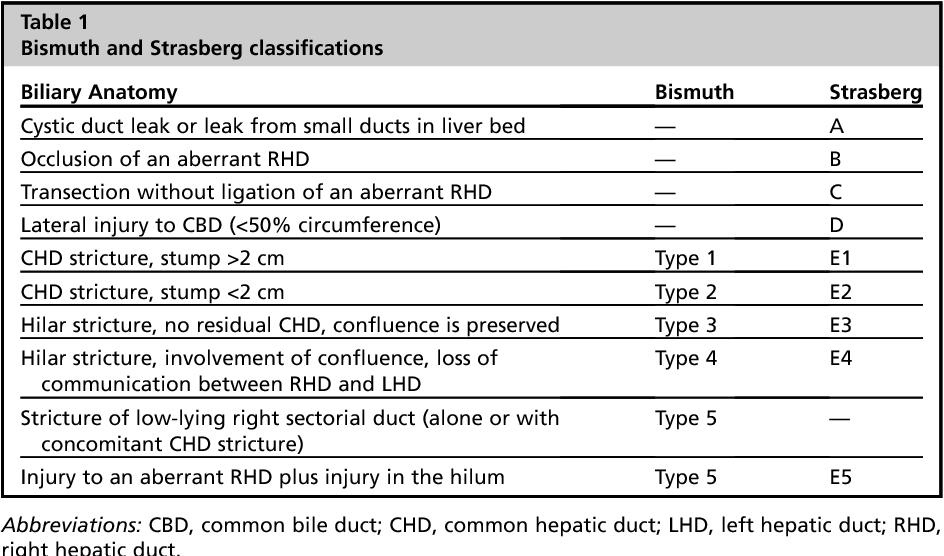 Table 1
Bismuth and Strasberg classifications
Biliary Anatomy Bismuth Strasberg
Cystic duct leak or leak from small ducts in liver bed — A
Occlusion of an aberrant RHD — B
Transection without ligation of an aberrant RHD — C
Lateral injury to CBD (<50% circumference) — D
CHD stricture, stump >2 cm Type 1 E1
CHD stricture, stump <2 cm Type 2 E2
Hilar stricture, no residual CHD, confluence is preserved Type 3 E3
Hilar stricture, involvement of confluence, loss of Type 4 E4
communication between RHD and LHD
Stricture of low-lying right sectorial duct (alone or with Type 5 —
concomitant CHD stricture)
Injury to an aberrant RHD plus injury in the hilum Type 5 E5
Abbreviations: CBD, common bile duct; CHD, common hepatic duct; LHD, left hepatic duct; RHD,
right hepatic duct.